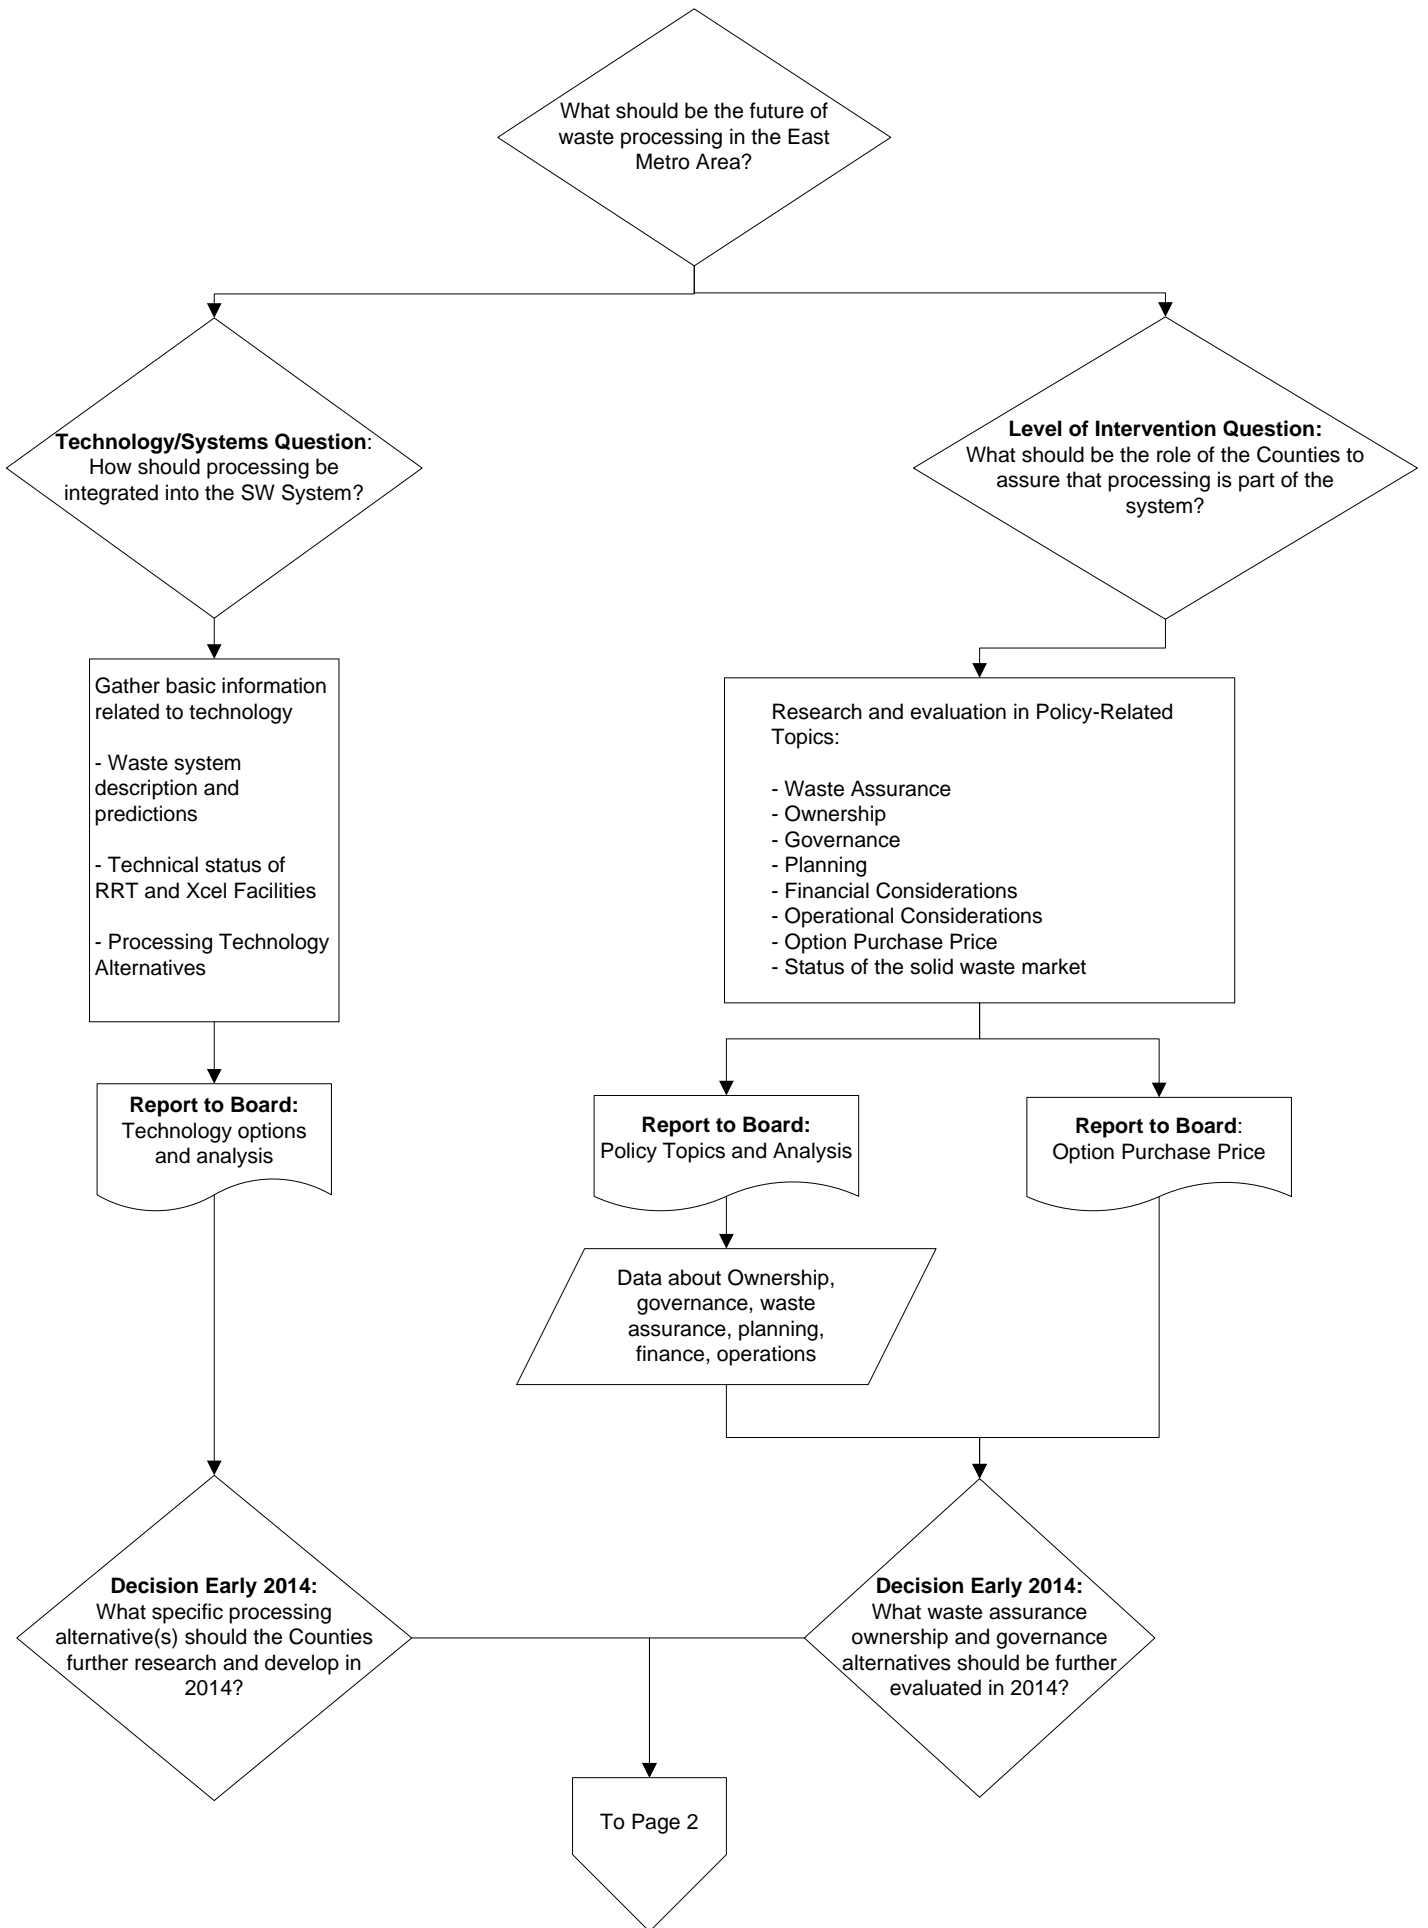 What should be the future of
waste processing in the East
Metro Area?
Technology/Systems Question:
How should processing be
integrated into the SW System?
Level of Intervention Question:
What should be the role of the Counties to
assure that processing is part of the
system?
Gather basic information
related to technology
- Waste system
description and
predictions
- Technical status of
RRT and Xcel Facilities
- Processing Technology
Alternatives
Research and evaluation in Policy-Related
Topics:
- Waste Assurance
- Ownership
- Governance
- Planning
- Financial Considerations
- Operational Considerations
- Option Purchase Price
- Status of the solid waste market
Report to Board:
Technology options
and analysis
Report to Board:
Policy Topics and Analysis
Report to Board:
Option Purchase Price
Data about Ownership,
governance, waste
assurance, planning,
finance, operations
Decision Early 2014:
What specific processing
alternative(s) should the Counties
further research and develop in
2014?
Decision Early 2014:
What waste assurance
ownership and governance
alternatives should be further
evaluated in 2014?
To Page 2